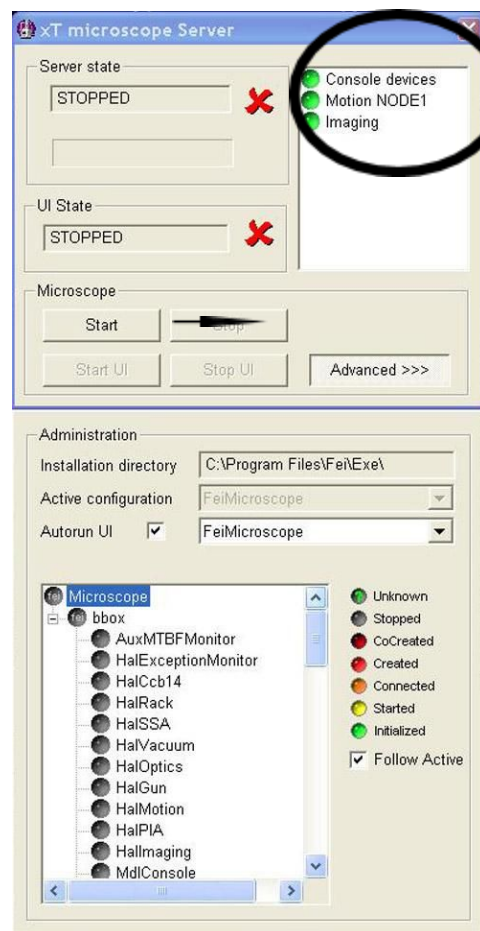 xT microscope Server
Server state
STOPPED
Console devices
Motion NODE1
Imaging
UI State
STOPPED
Microscope
Start
Stop
Start UI
Stop UI
Advanced >>>
Administration
Installation directory
C:\Program Files\Fei\Exe\
Active configuration
FeiMicroscope
Autorun UI
FeiMicroscope
fei Microscope
fei bbox
AuxMTBFMonitor
HalExceptionMonitor
HalCcb14
HalRack
HalSSA
HalVacuum
HalOptics
HalGun
HalMotion
HalPIA
HalImaging
MdlConsole
Unknown
Stopped
CoCreated
Created
Connected
Started
Initialized
Follow Active